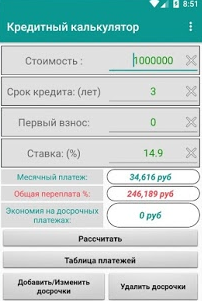 8:51
Кредитный калькулятор
Стоимость :
1000000
Срок кредита: (лет)
3
Первый взнос:
0
Ставка: (%)
14.9
Месячный платеж:
34,616 руб
Общая переплата %:
246,189 руб
Экономия на досрочных
платежах:
0 руб
Рассчитать
Таблица платежей
Добавить/Изменить
досрочки
Удалить досрочки